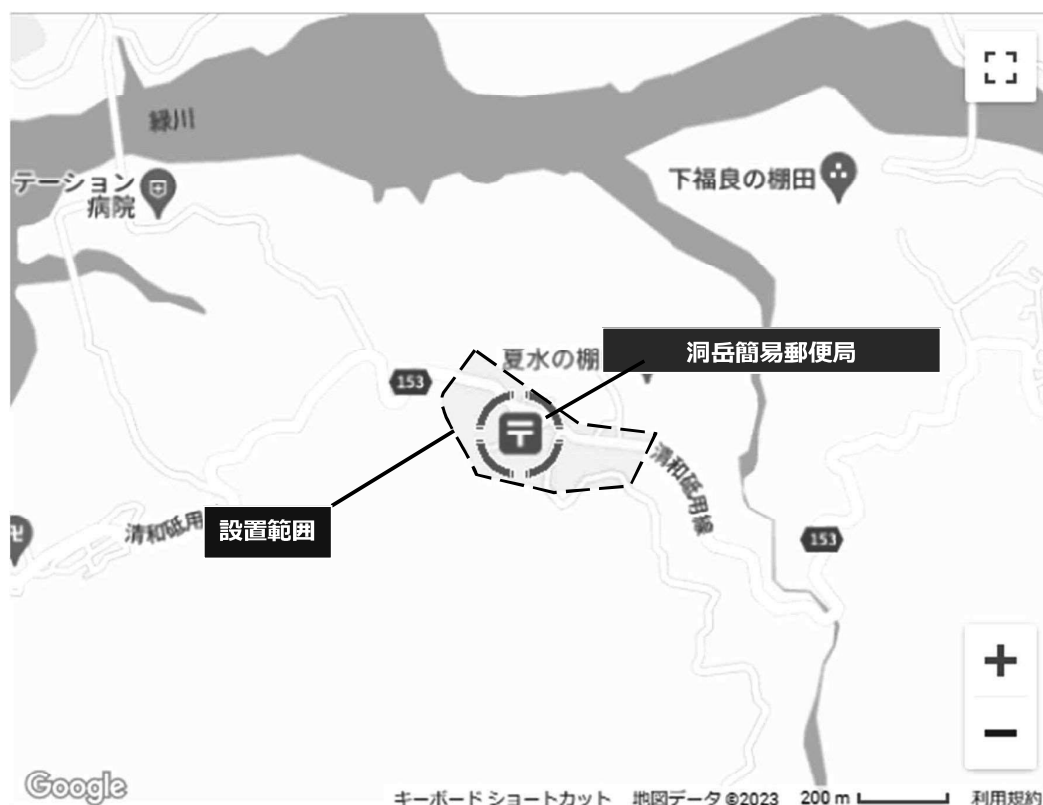 緑川
テーション
病院
下福良の棚田
夏水の棚
洞岳簡易郵便局
153
清和砥用線
設置範囲
清和砥用
153
卍
Google
キーボード ショートカット
地図データ ©2023
200 m
利用規約